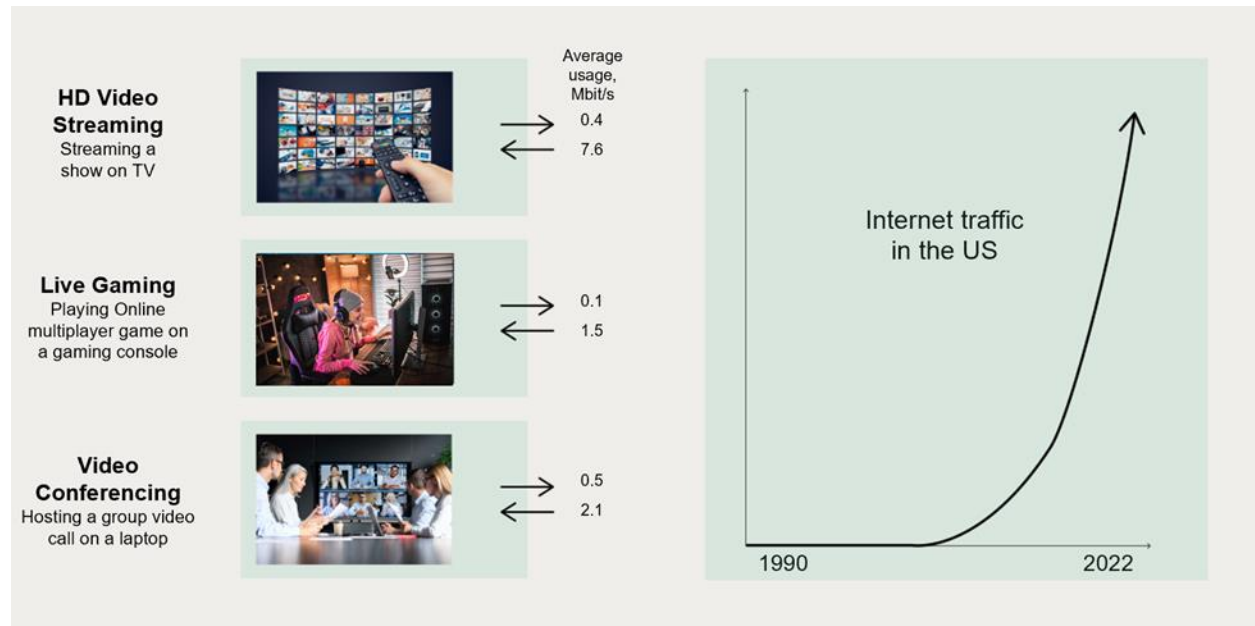 Average
usage,
Mbit/s
HD Video
Streaming
Streaming a
show on TV
0.4
7.6
Live Gaming
Playing Online
multiplayer game on
a gaming console
0.1
1.5
Video
Conferencing
Hosting a group video
call on a laptop
0.5
2.1
Internet traffic
in the US
1990
2022